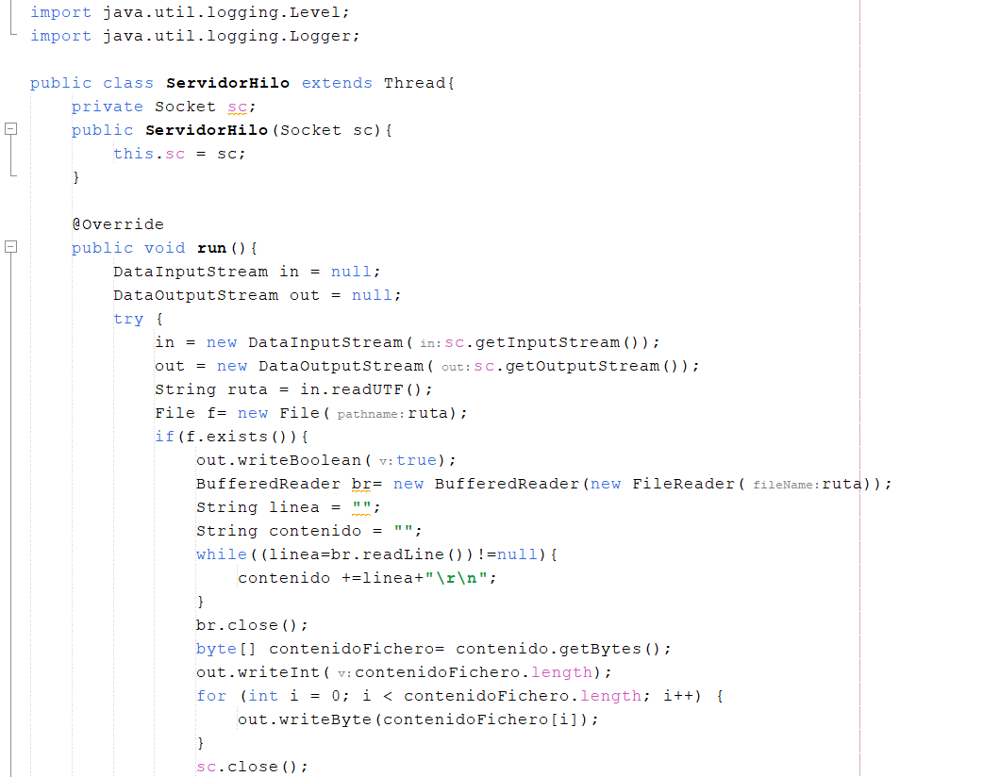 import java.util.logging.Level;
import java.util.logging.Logger;
public class ServidorHilo extends Thread{
private Socket sc;
public ServidorHilo(Socket sc){
this.sc = sc;
}
@Override
public void run(){
DataInputStream in = null;
DataOutputStream out = null;
try {
in = new DataInputStream( in:sc.getInputStream());
out = new DataOutputStream( out:sc.getOutputStream());
String ruta = in.readUTF();
File f= new File( pathname:ruta);
if(f.exists()){
out.writeBoolean( v:true);
BufferedReader br= new BufferedReader(new FileReader( fileName:ruta));
String linea = "";
String contenido = "";
while((linea=br.readLine())!=null){
contenido +=linea+"\r\n";
}
br.close();
byte[] contenidoFichero= contenido.getBytes();
out.writeInt( v:contenidoFichero.length);
for (int i = 0; i < contenidoFichero.length; i++) {
out.writeByte(contenidoFichero[i]);
}
sc.close();